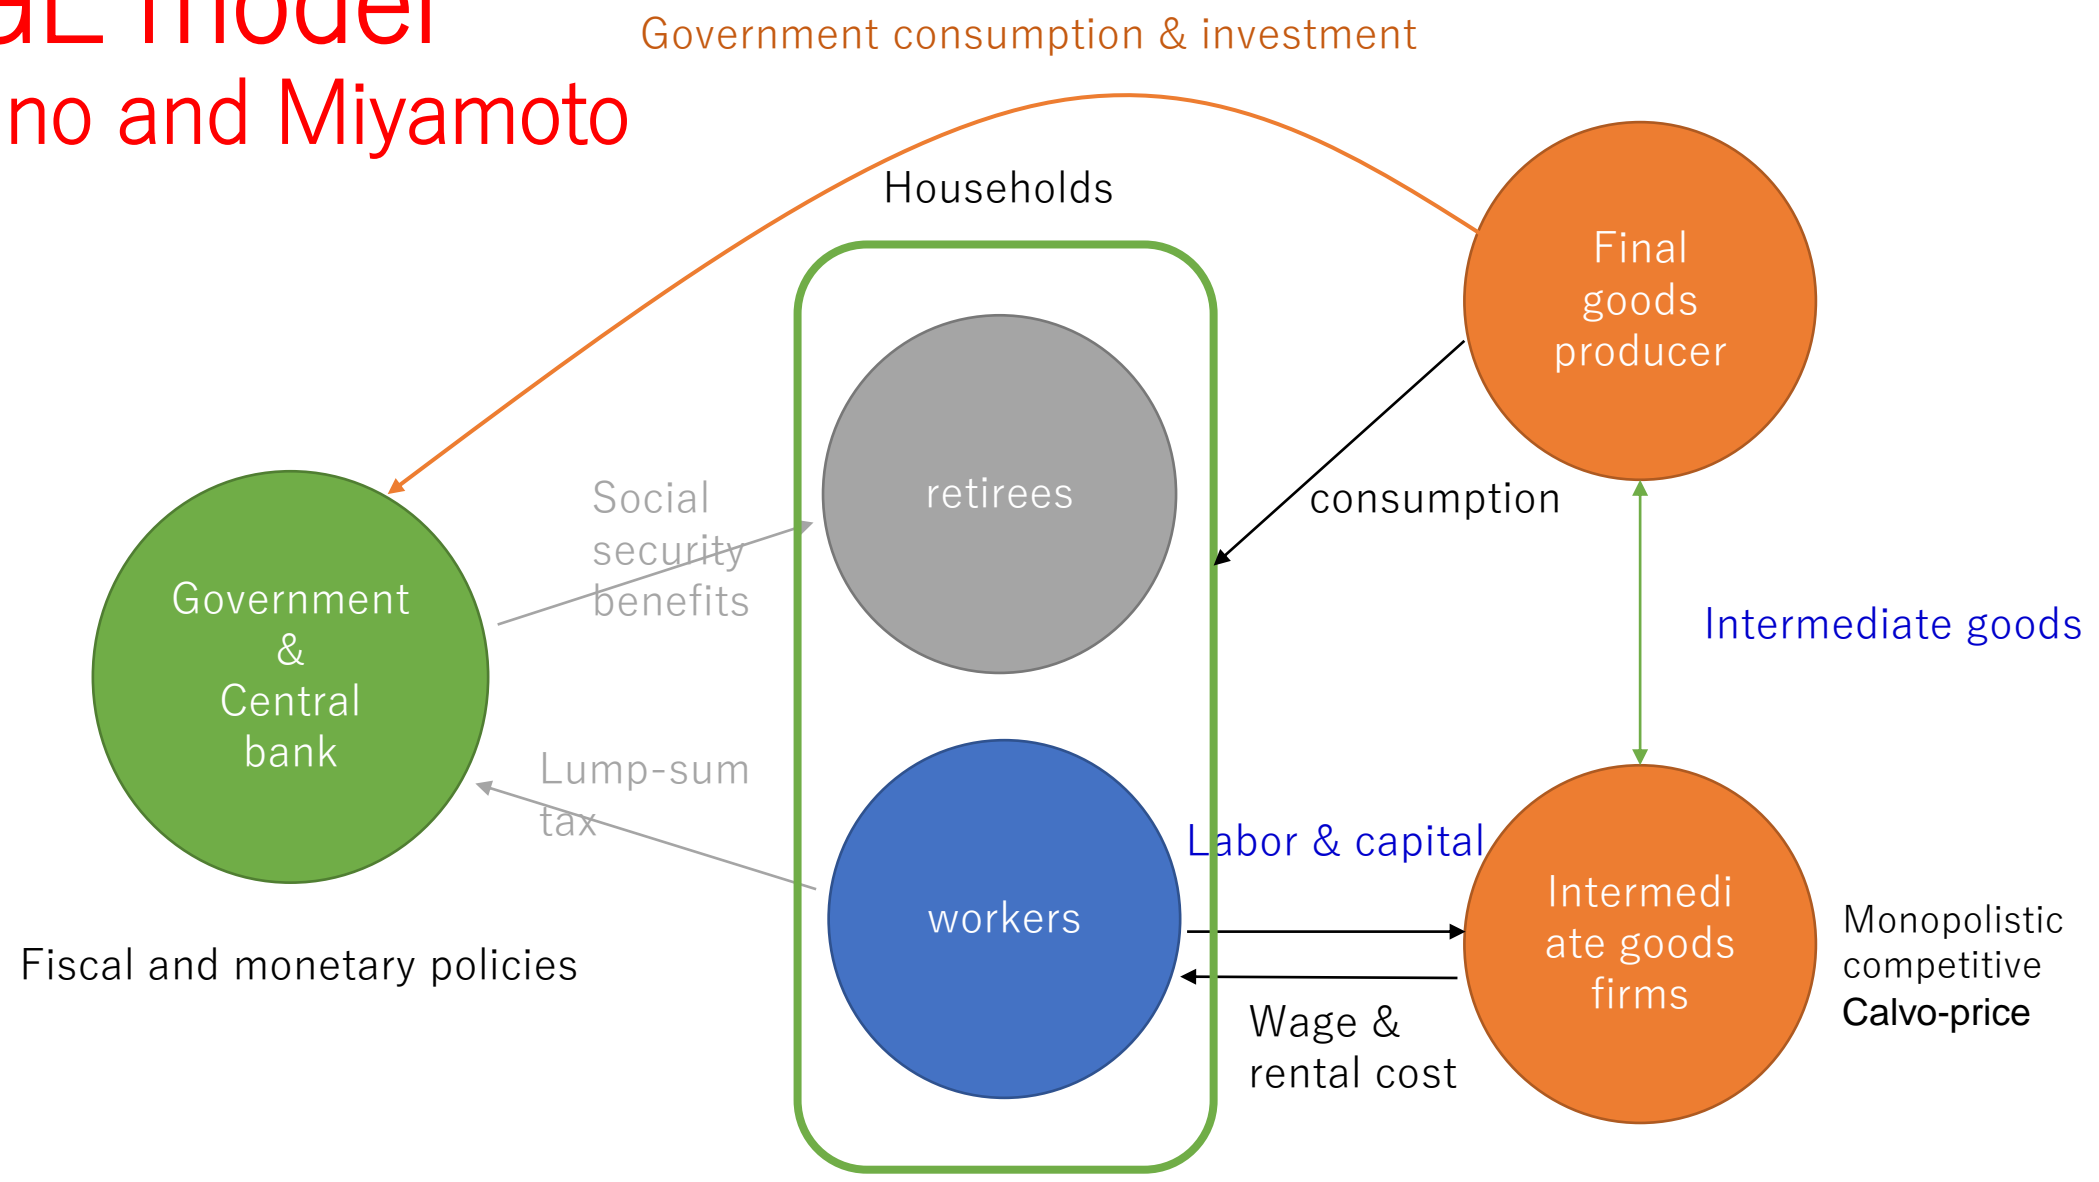 model
no and Miyamoto
Government consumption & investment
Households
Final
goods
producer
retirees
Social
security
benefits
consumption
Government
&
Central
bank
Intermediate goods
Lump-sum
tax
Labor & capital
workers
Intermedi
ate goods
firms
Monopolistic
competitive
Calvo-price
Fiscal and monetary policies
Wage &
rental cost